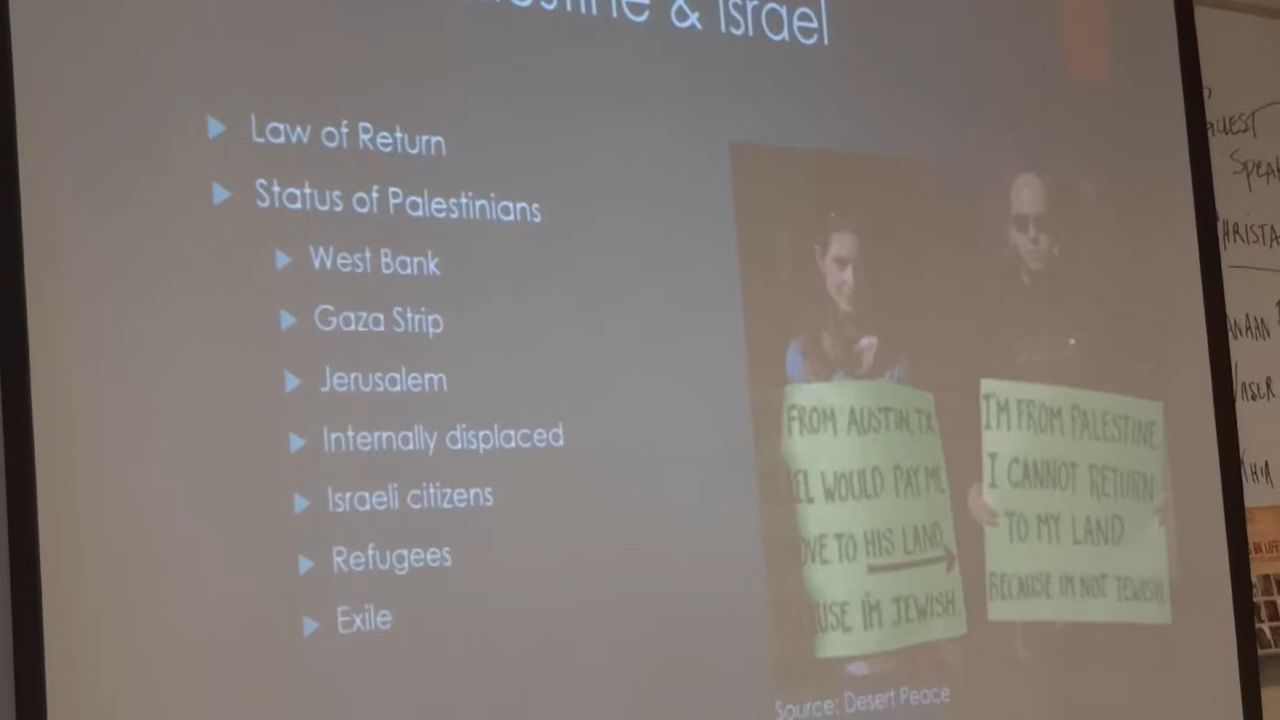 & Israel
Law of Return
Status of Palestinians
West Bank
Gaza Strip
Jerusalem
Internally displaced
Israeli citizens
Refugees
Exile
FROM AUSTIN, TX
WOULD PAY ME
TO HIS LAND
I'M JEWISH
I'M FROM PALESTINE
I CANNOT RETURN
TO MY LAND
BECAUSE I'M NOT JEWISH
Source: Desert Peace
GUEST